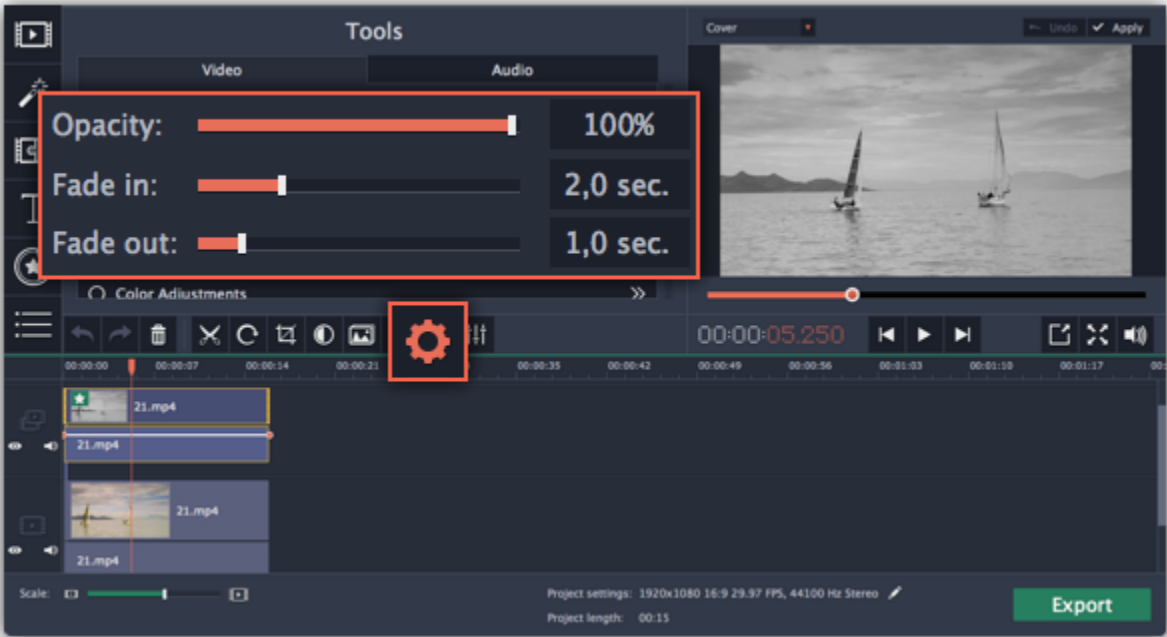 Tools
Cover
Undo
Apply
Video
Audio
Opacity:
100%
Fade in:
2,0 sec.
Fade out:
1,0 sec.
Color Adjustments
T
00:00:05.250
00:00:00 00:00:07 00:00:14 00:00:21 00:00:35 00:00:42 00:00:49 00:00:56 00:01:03 00:01:10 00:01:17 00:
21.mp4
21.mp4
21.mp4
21.mp4
Scale:
Project settings: 1920x1080 16:9 29.97 FPS, 44100 Hz Stereo
Project length: 00:15
Export